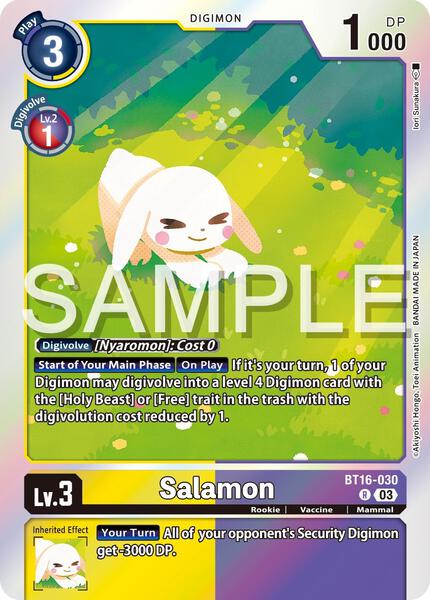 DIGIMON
Play
3
1000
DP
Digivolve
Lv.2
1
Iori Sunakura
SAMPLE
©Akiyoshi Hongo, Toei Animation BANDAI MADE IN JAPAN
Digivolve [Nyaromon]: Cost 0
Start of Your Main Phase On Play If it's your turn, 1 of your
Digimon may digivolve into a level 4 Digimon card with
the [Holy Beast] or [Free] trait in the trash with the
digivolution cost reduced by 1.
Lv.3
Salamon
BT16-030
R 03
Rookie | Vaccine | Mammal
Inherited Effect
Your Turn All of your opponent's Security Digimon
get -3000 DP.